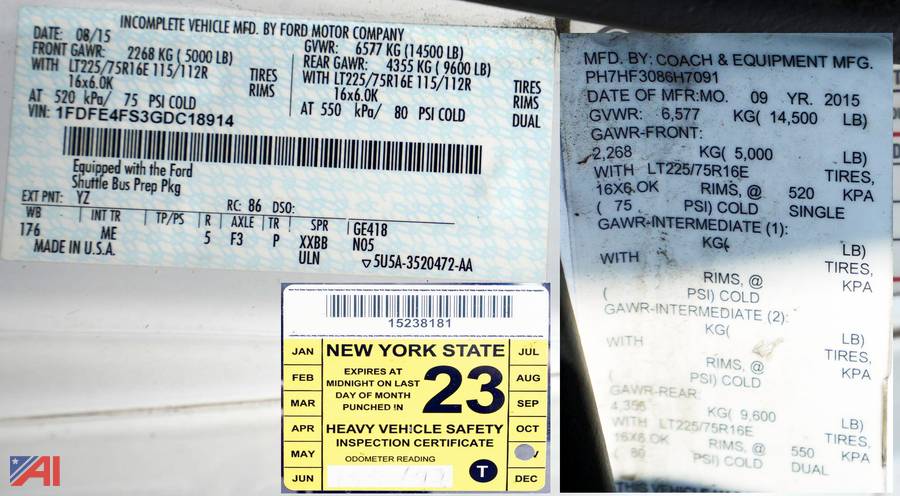 INCOMPLETE VEHICLE MFD. BY FORD MOTOR COMPANY
DATE: 08/15 GVWR: 6577 KG ( 14500 LB)
FRONT GAWR: 2268 KG ( 5000 LB) REAR GAWR: 4355 KG ( 9600 LB)
WITH LT225/75R16E 115/112R TIRES WITH LT225/75R16E 115/112R TIRES
16x6.0K RIMS 16x6.0K RIMS
AT 520 kPa/ 75 PSI COLD AT 550 kPa/ 80 PSI COLD
VIN: 1FDFE4FS3GDC18914
Equipped with the Ford
Shuttle Bus Prep Pkg
EXT PNT: YZ RC: 86 DSO:
WB INT TR TP/PS R AXLE TR SPR GE418
176 ME 5 F3 P XXBB N05
MADE IN U.S.A. ULN ▽5U5A-3520472-AA
MFD. BY: COACH & EQUIPMENT MFG.
PH7HF3086H7091
DATE OF MFR:MO. 09 YR. 2015
GVWR: 6,577 KG( 14,500 LB)
GAWR-FRONT:
2,268 KG( 5,000 LB)
WITH LT225/75R16E TIRES,
16X6.0K RIMS, @ 520 KPA
( 75 PSI) COLD SINGLE
GAWR-INTERMEDIATE (1):
KG( LB)
WITH TIRES,
RIMS, @ KPA
( PSI) COLD
GAWR-INTERMEDIATE (2):
KG( LB)
WITH TIRES,
RIMS, @ KPA
( PSI) COLD
GAWR-REAR:
4,355 KG( 9,600 LB)
WITH LT225/75R16E TIRES,
16X6.0K RIMS, @ 550 KPA
( 80 PSI) COLD DUAL
15238181
JAN NEW YORK STATE JUL
FEB EXPIRES AT AUG
MIDNIGHT ON LAST
MAR DAY OF MONTH SEP
PUNCHED IN
23
APR HEAVY VEHICLE SAFETY OCT
MAY INSPECTION CERTIFICATE
ODOMETER READING
JUN T DEC
AI